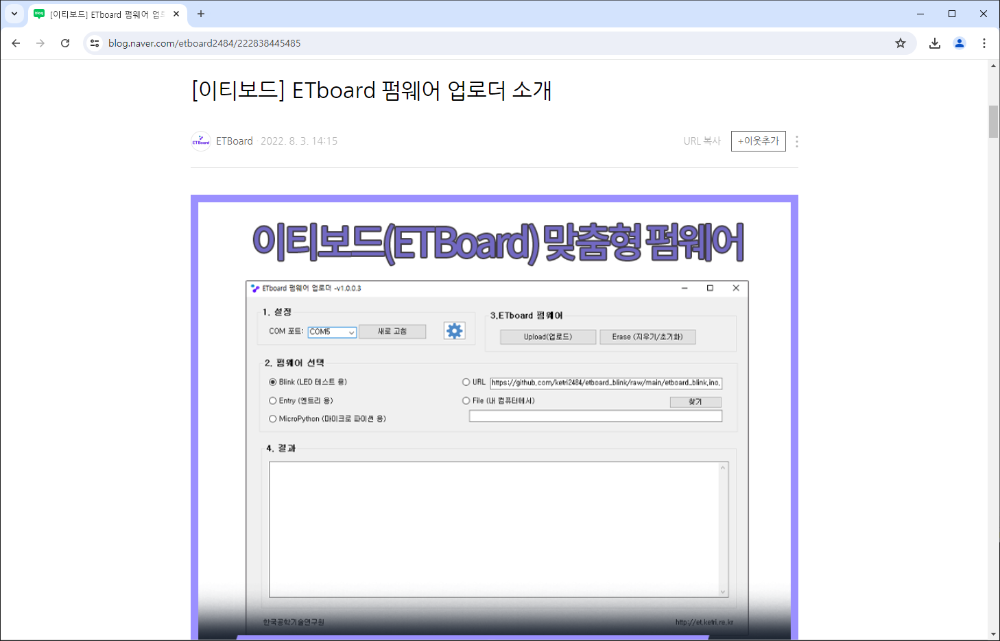 [이티보드] ETboard 펌웨어 업
blog.naver.com/etboard2484/222838445485
[이티보드] ETboard 펌웨어 업로더 소개
ETBoard
ETBoard · 2022. 8. 3. 14:15
URL 복사
+이웃추가
이티보드(ETBoard) 맞춤형 펌웨어
ETboard 펌웨어 업로더 -v1.0.0.3
1. 설정
COM 포트: COM5 새로 고침
3.ETboard 펌웨어
Upload(업로드) Erase (지우기/초기화)
2. 펌웨어 선택
Blink (LED 테스트 용)
URL https://github.com/ketri2484/etboard_blink/raw/main/etboard_blink.ino.
Entry (엔트리 용)
File (내 컴퓨터에서) 찾기
MicroPython (마이크로 파이썬 용)
4. 결과
한국공학기술연구원 http://et.ketri.re.kr